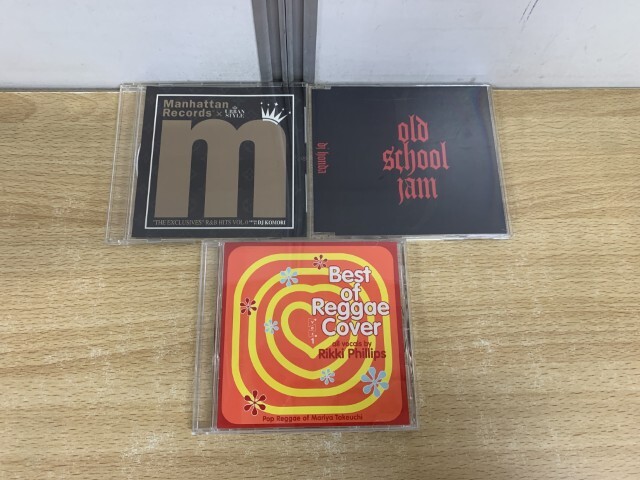 Manhattan
Records × URBAN
STYLE
m
"THE EXCLUSIVES" R&B HITS VOL.
DJ KOMORI
dj honda
old
school
jam
Best
of
Reggae
Cover
all vocals by
Rikki Phillips
Pop Reggae of Mariya Takeuchi